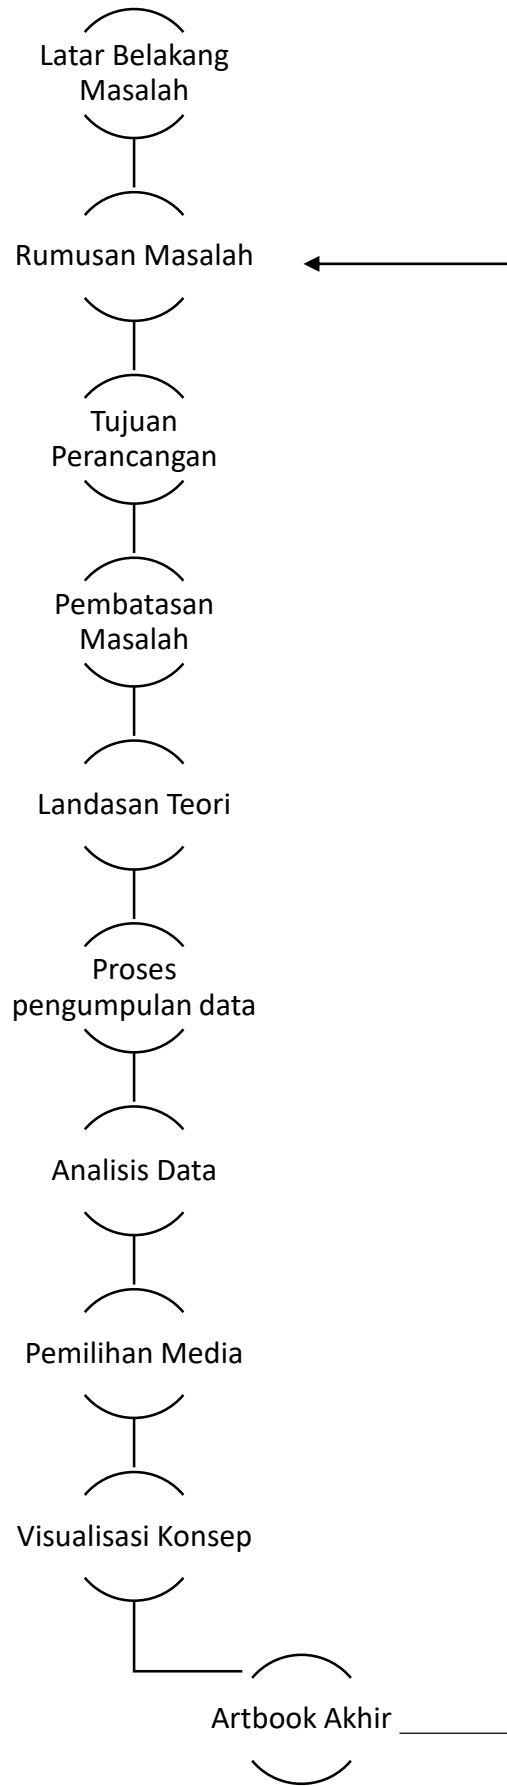 Latar Belakang
Masalah
Rumusan Masalah
Tujuan
Perancangan
Pembatasan
Masalah
Landasan Teori
Proses
pengumpulan data
Analisis Data
Pemilihan Media
Visualisasi Konsep
Artbook Akhir